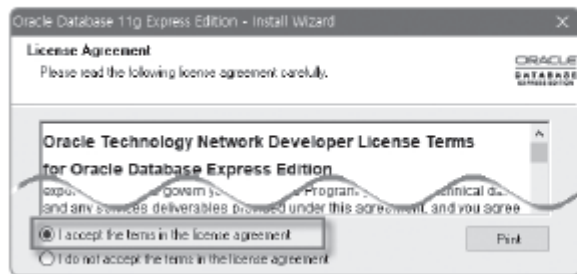 Oracle Database 11g Express Edition - Install Wizard
License Agreement
Please read the following license agreement carefully.
ORACLE
DATABASE
EXPRESS EDITION
Oracle Technology Network Developer License Terms
for Oracle Database Express Edition
govern
and any services deliverables provided under this agreement, and you agree
I accept the terms in the license agreement
I do not accept the terms in the license agreement
Print